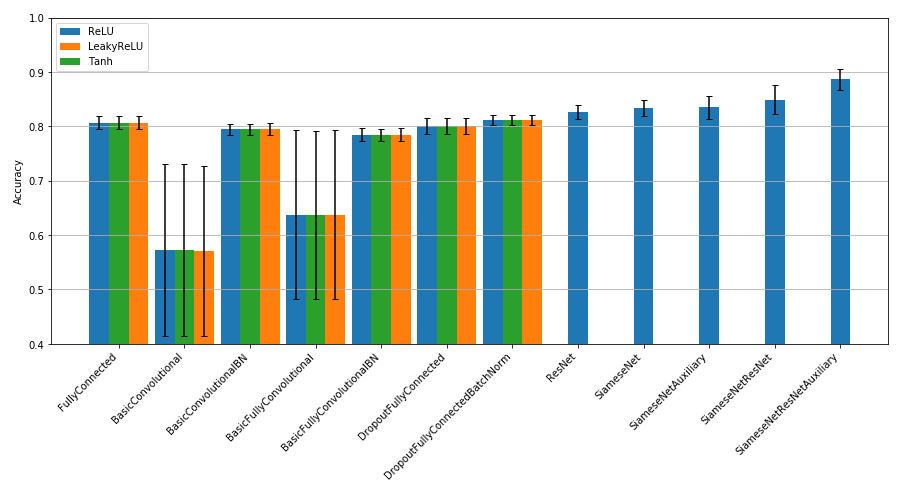 ReLU
LeakyReLU
Tanh
Accuracy
1.0
0.9
0.8
0.7
0.6
0.5
0.4
FullyConnected
BasicConvolutional
BasicConvolutionalBN
BasicFullyConvolutional
BasicFullyConvolutionalBN
DropoutFullyConnected
DropoutFullyConnectedBatchNorm
ResNet
SiameseNet
SiameseNetAuxiliary
SiameseNetResNet
SiameseNetResNetAuxiliary